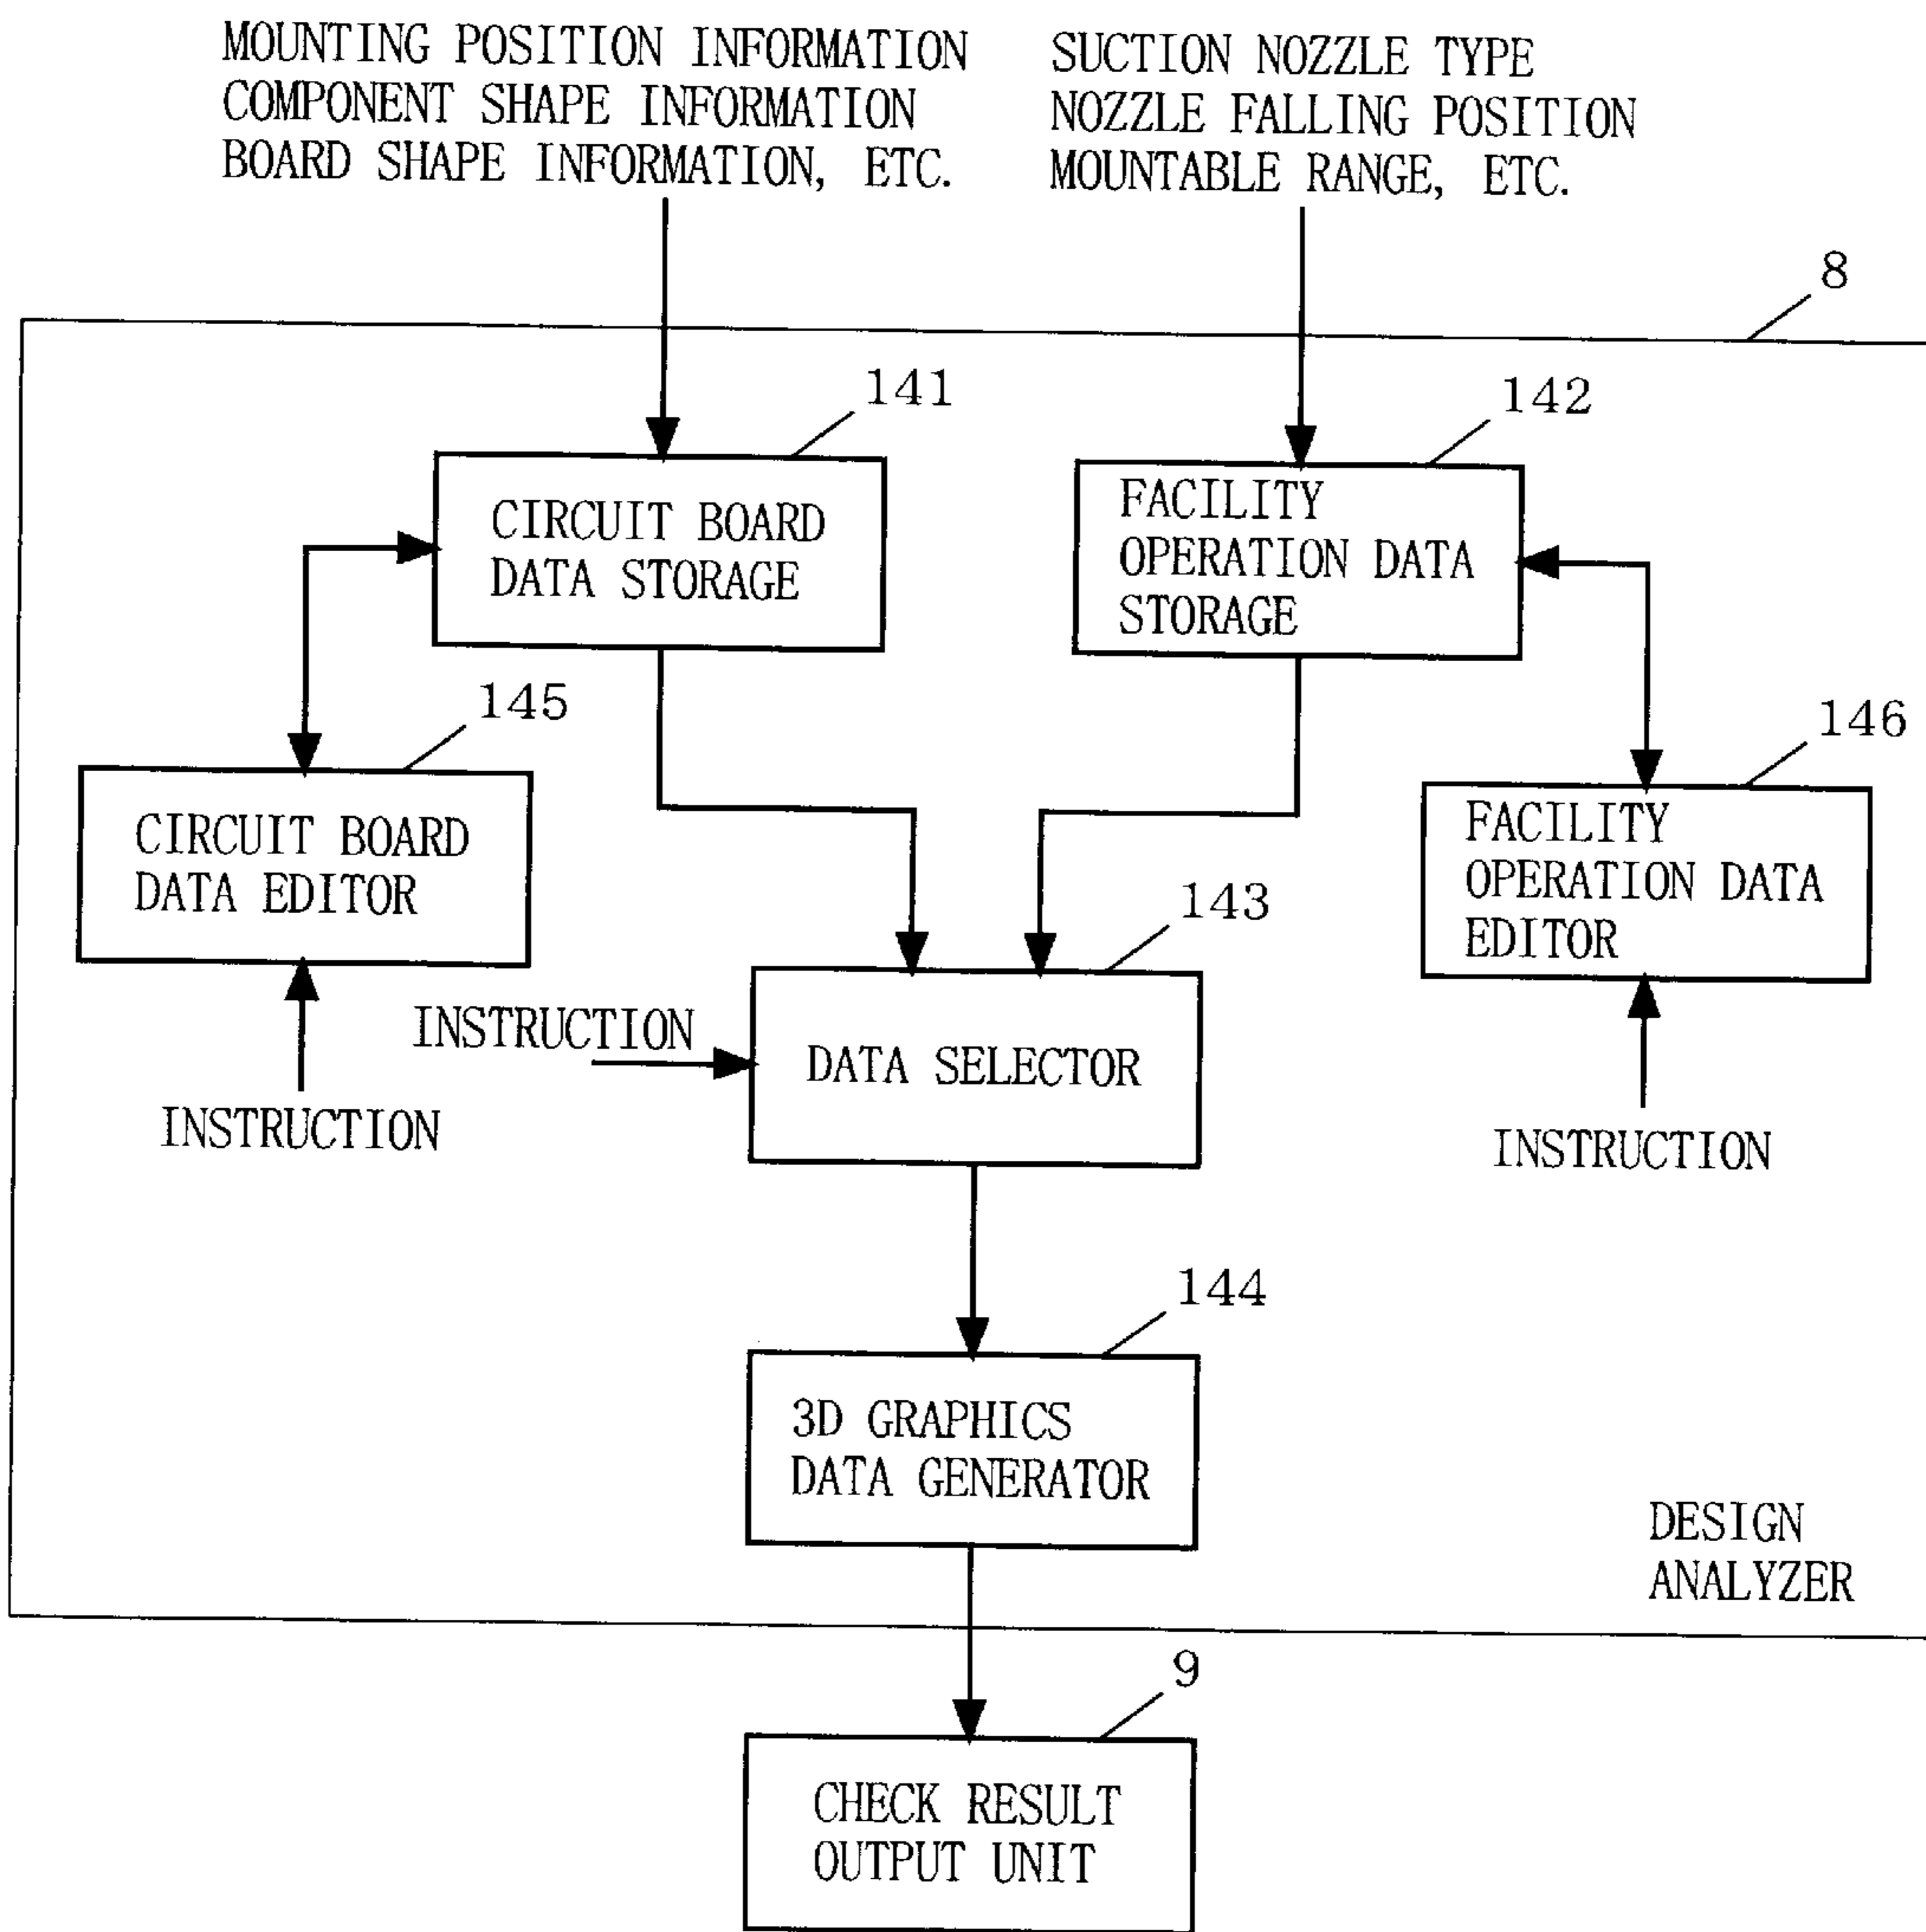 MOUNTING POSITION INFORMATION
COMPONENT SHAPE INFORMATION
BOARD SHAPE INFORMATION, ETC.
SUCTION NOZZLE TYPE
NOZZLE FALLING POSITION
MOUNTABLE RANGE, ETC.
8
141
142
CIRCUIT BOARD
DATA STORAGE
FACILITY
OPERATION DATA
STORAGE
145
146
CIRCUIT BOARD
DATA EDITOR
FACILITY
OPERATION DATA
EDITOR
143
INSTRUCTION
DATA SELECTOR
INSTRUCTION
INSTRUCTION
144
3D GRAPHICS
DATA GENERATOR
DESIGN
ANALYZER
9
CHECK RESULT
OUTPUT UNIT